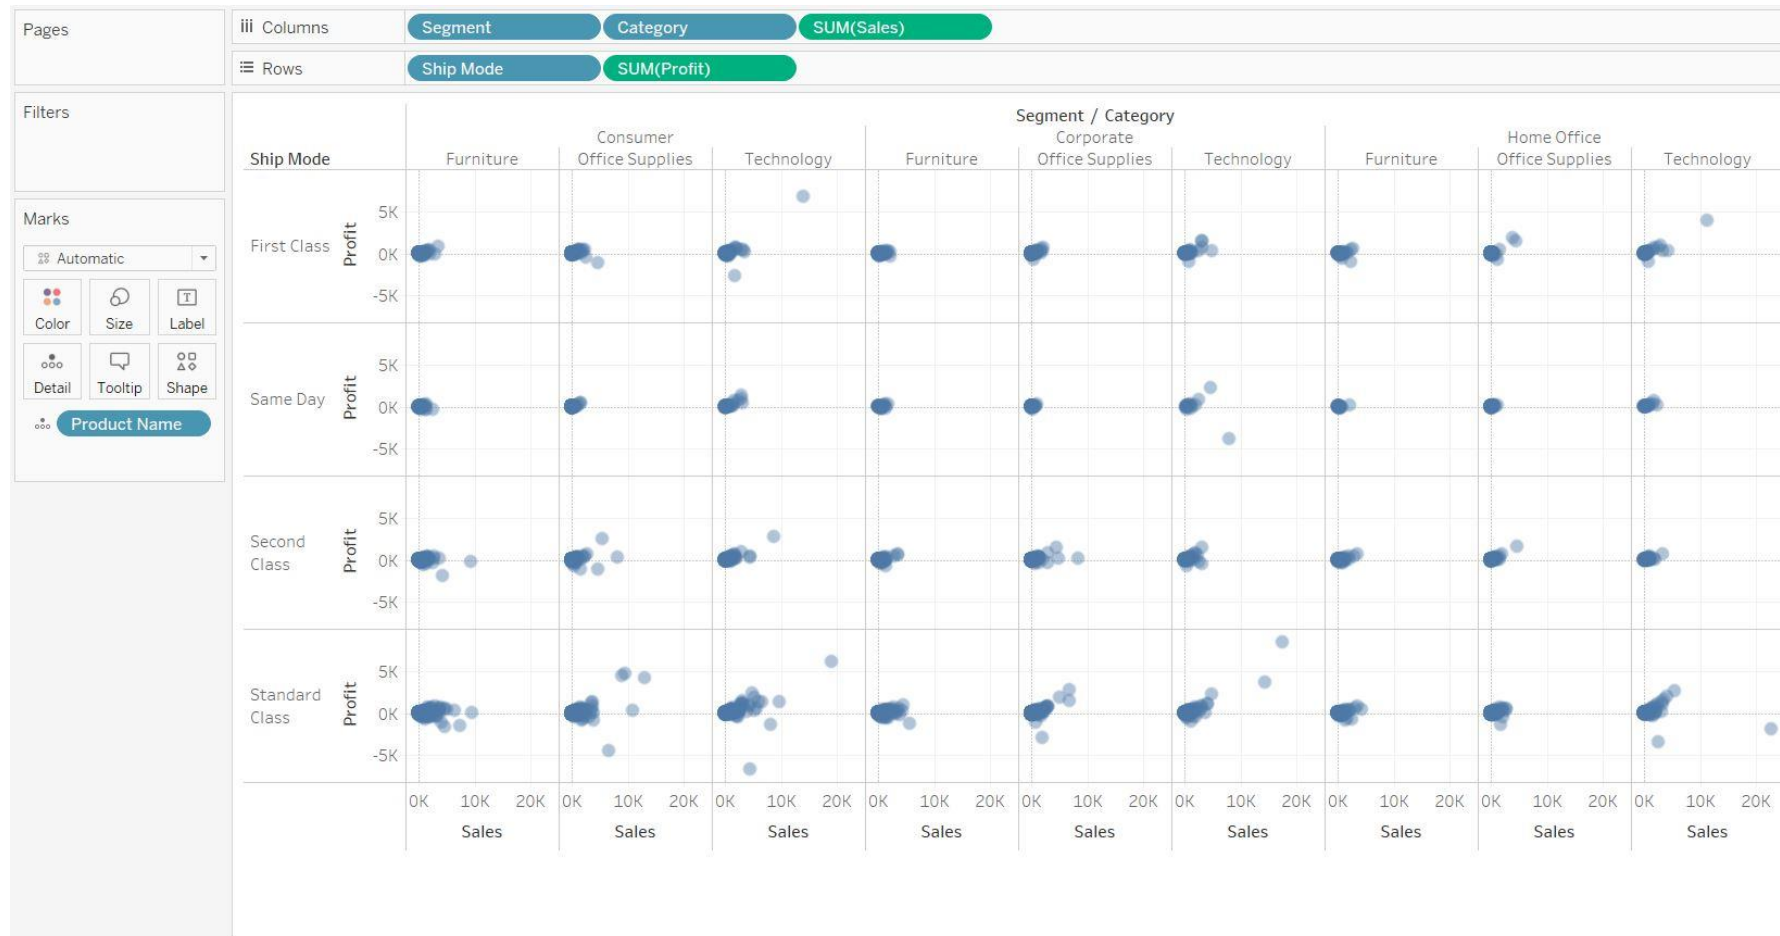 Pages
iii Columns Segment Category SUM(Sales)
Rows Ship Mode SUM(Profit)
Filters
Marks
Automatic
Color Size Label
Detail Tooltip Shape
Product Name
Segment / Category
Consumer Corporate Home Office
Ship Mode Furniture Office Supplies Technology Furniture Office Supplies Technology Furniture Office Supplies Technology
First Class Profit 5K 0K -5K
Same Day Profit 5K 0K -5K
Second Class Profit 5K 0K -5K
Standard Class Profit 5K 0K -5K
0K 10K 20K 0K 10K 20K 0K 10K 20K 0K 10K 20K 0K 10K 20K 0K 10K 20K 0K 10K 20K 0K 10K 20K 0K 10K 20K
Sales Sales Sales Sales Sales Sales Sales Sales Sales